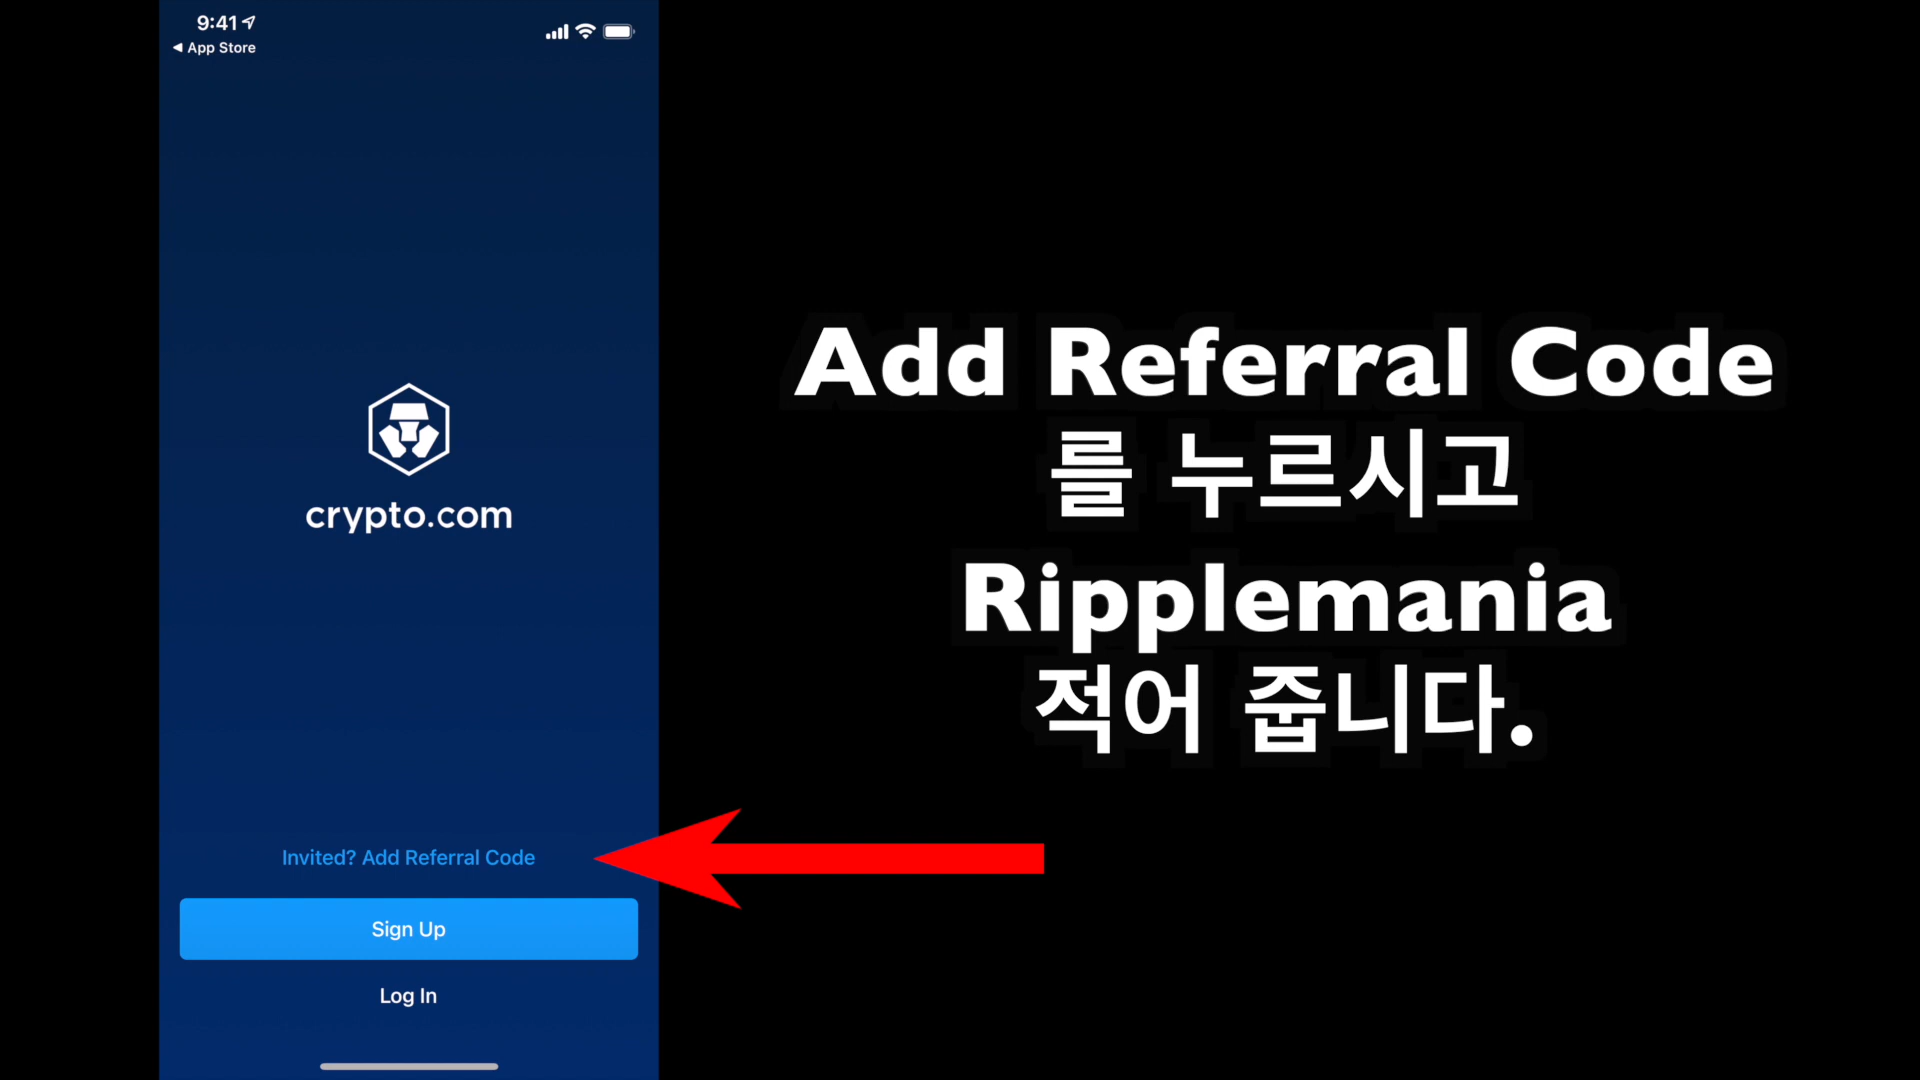 9:41
◀ App Store
crypto.com
Invited? Add Referral Code
Sign Up
Log In
Add Referral Code
를 누르시고
Ripplemania
적어 줍니다.